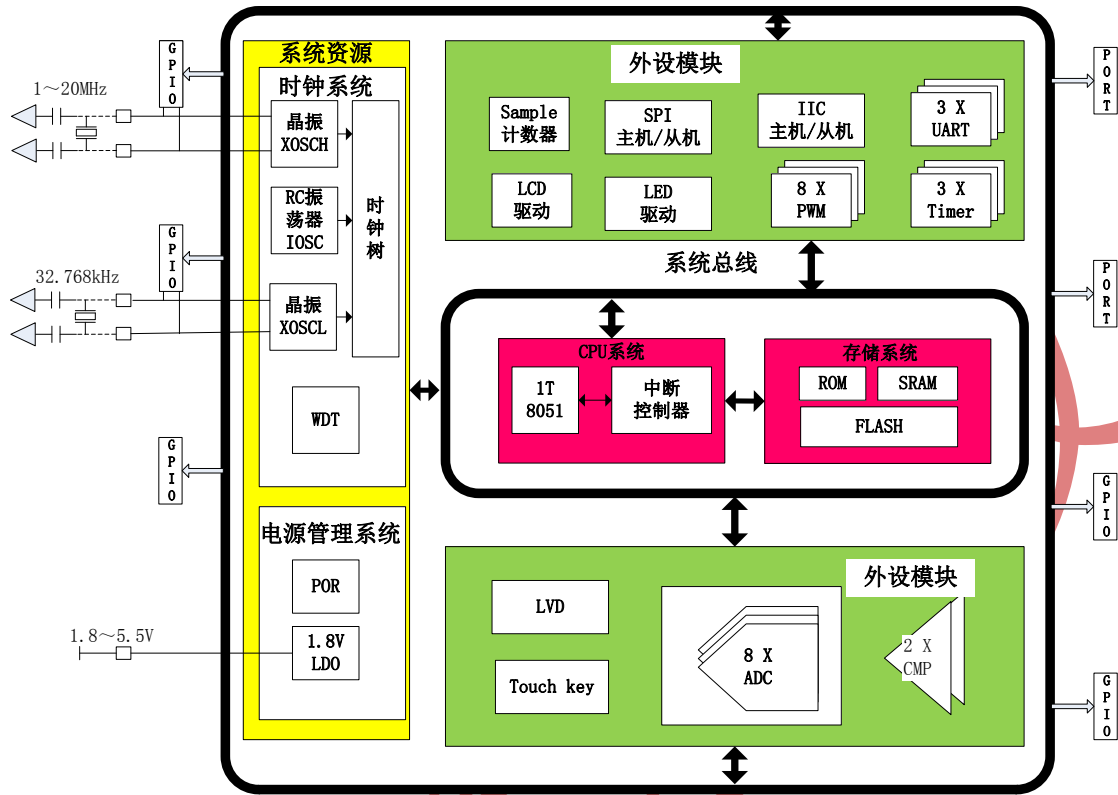 1～20MHz
32.768kHz
1.8～5.5V
GPIO
GPIO
GPIO
系统资源
时钟系统
晶振
XOSCH
RC振
荡器
IOSC
晶振
XOSCL
时钟树
WDT
电源管理系统
POR
1.8V
LDO
外设模块
Sample
计数器
SPI
主机/从机
IIC
主机/从机
3 X
UART
LCD
驱动
LED
驱动
8 X
PWM
3 X
Timer
系统总线
CPU系统
1T
8051
中断
控制器
存储系统
ROM
SRAM
FLASH
外设模块
LVD
Touch key
8 X
ADC
2 X
CMP
PORT
PORT
GPIO
GPIO